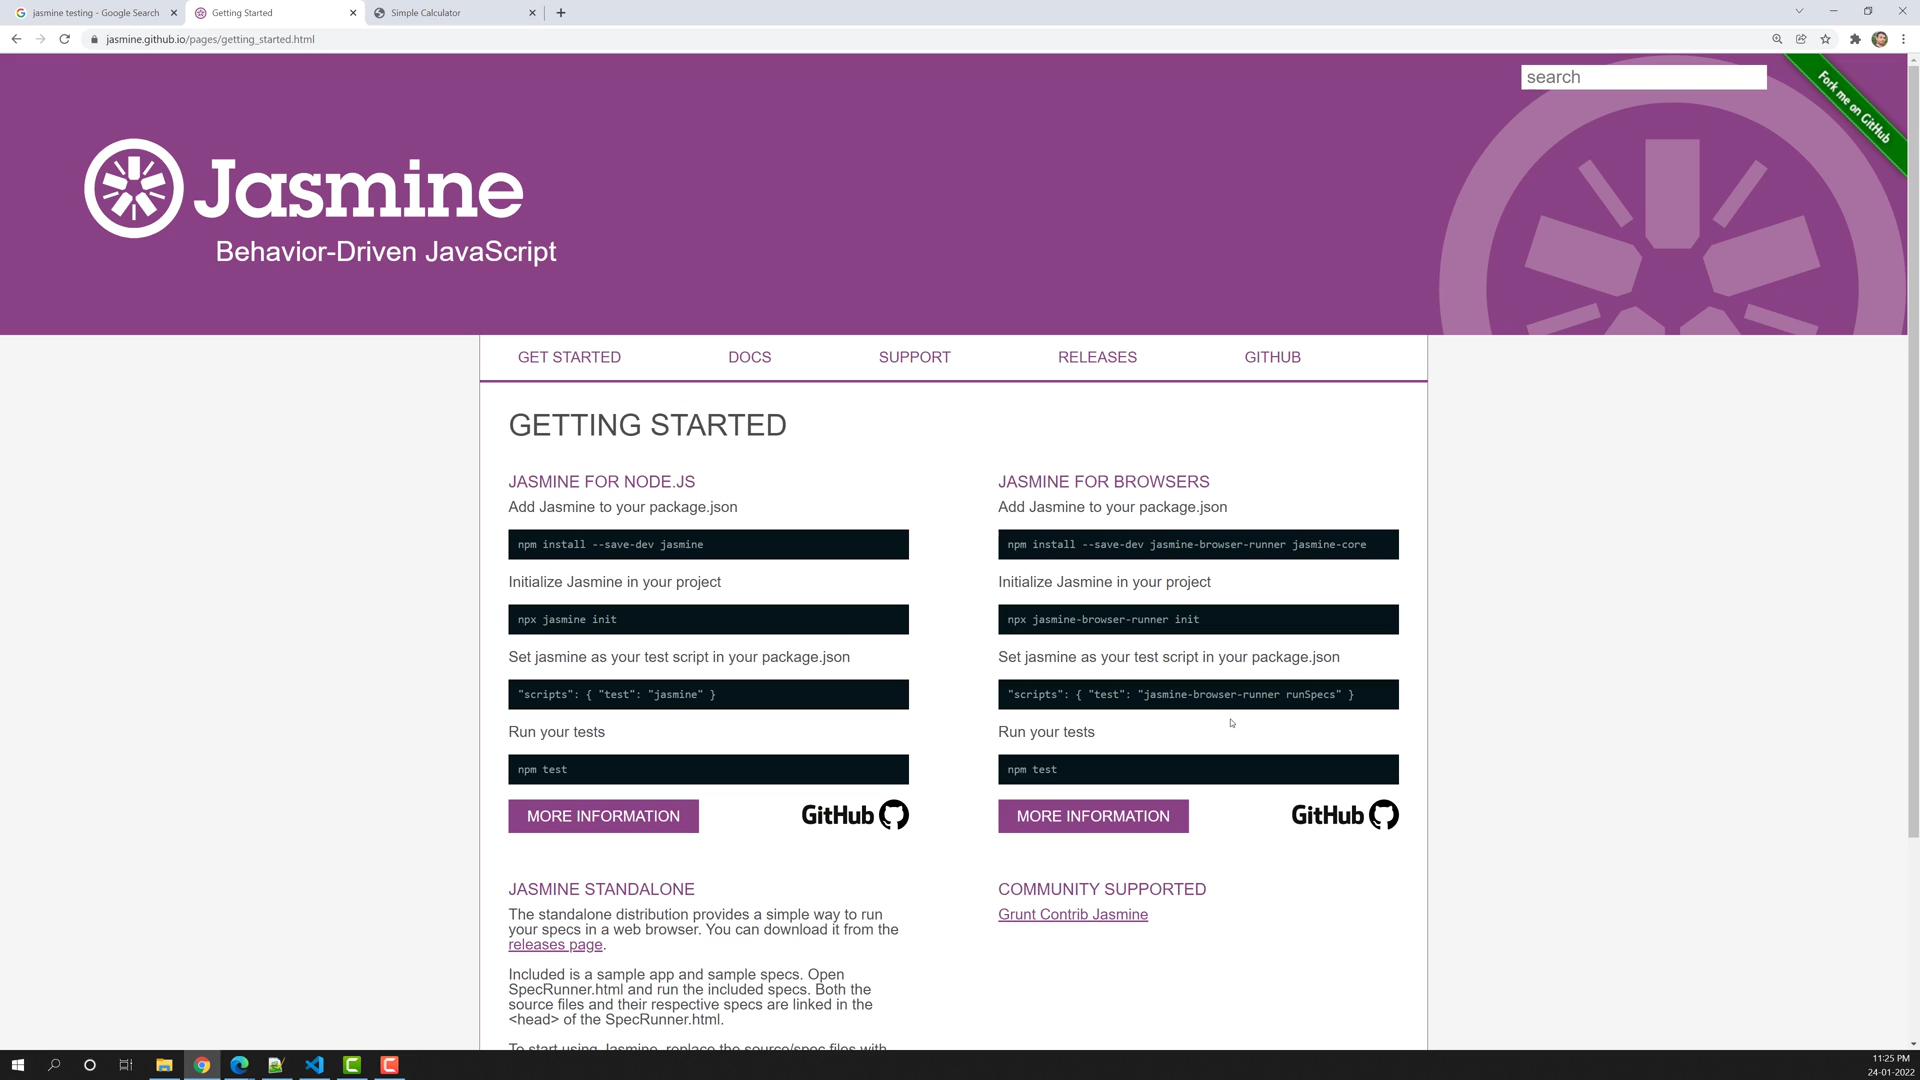 jasmine testing - Google Search
Getting Started
Simple Calculator
jasmine.github.io/pages/getting_started.html
search
Fork me on GitHub
Jasmine
Behavior-Driven JavaScript
GET STARTED
DOCS
SUPPORT
RELEASES
GITHUB
GETTING STARTED
JASMINE FOR NODE.JS
Add Jasmine to your package.json
npm install --save-dev jasmine
Initialize Jasmine in your project
npx jasmine init
Set jasmine as your test script in your package.json
"scripts": { "test": "jasmine" }
Run your tests
npm test
MORE INFORMATION
GitHub
JASMINE FOR BROWSERS
Add Jasmine to your package.json
npm install --save-dev jasmine-browser-runner jasmine-core
Initialize Jasmine in your project
npx jasmine-browser-runner init
Set jasmine as your test script in your package.json
"scripts": { "test": "jasmine-browser-runner runSpecs" }
Run your tests
npm test
MORE INFORMATION
GitHub
JASMINE STANDALONE
The standalone distribution provides a simple way to run
your specs in a web browser. You can download it from the
releases page.
Included is a sample app and sample specs. Open
SpecRunner.html and run the included specs. Both the
source files and their respective specs are linked in the
<head> of the SpecRunner.html.
To start using Jasmine, replace the source/spec files with
COMMUNITY SUPPORTED
Grunt Contrib Jasmine
11:25 PM
24-01-2022